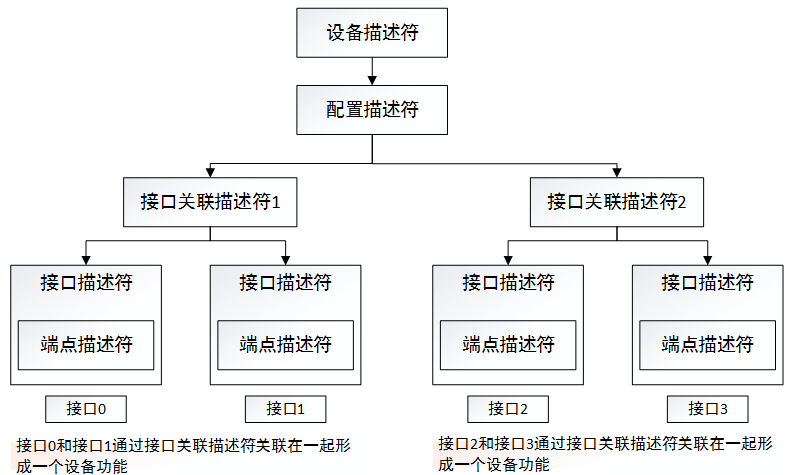 设备描述符
配置描述符
接口关联描述符1
接口关联描述符2
接口描述符
接口描述符
接口描述符
接口描述符
端点描述符
端点描述符
端点描述符
端点描述符
接口0
接口1
接口2
接口3
接口0和接口1通过接口关联描述符关联在一起形
成一个设备功能
接口2和接口3通过接口关联描述符关联在一起形
成一个设备功能